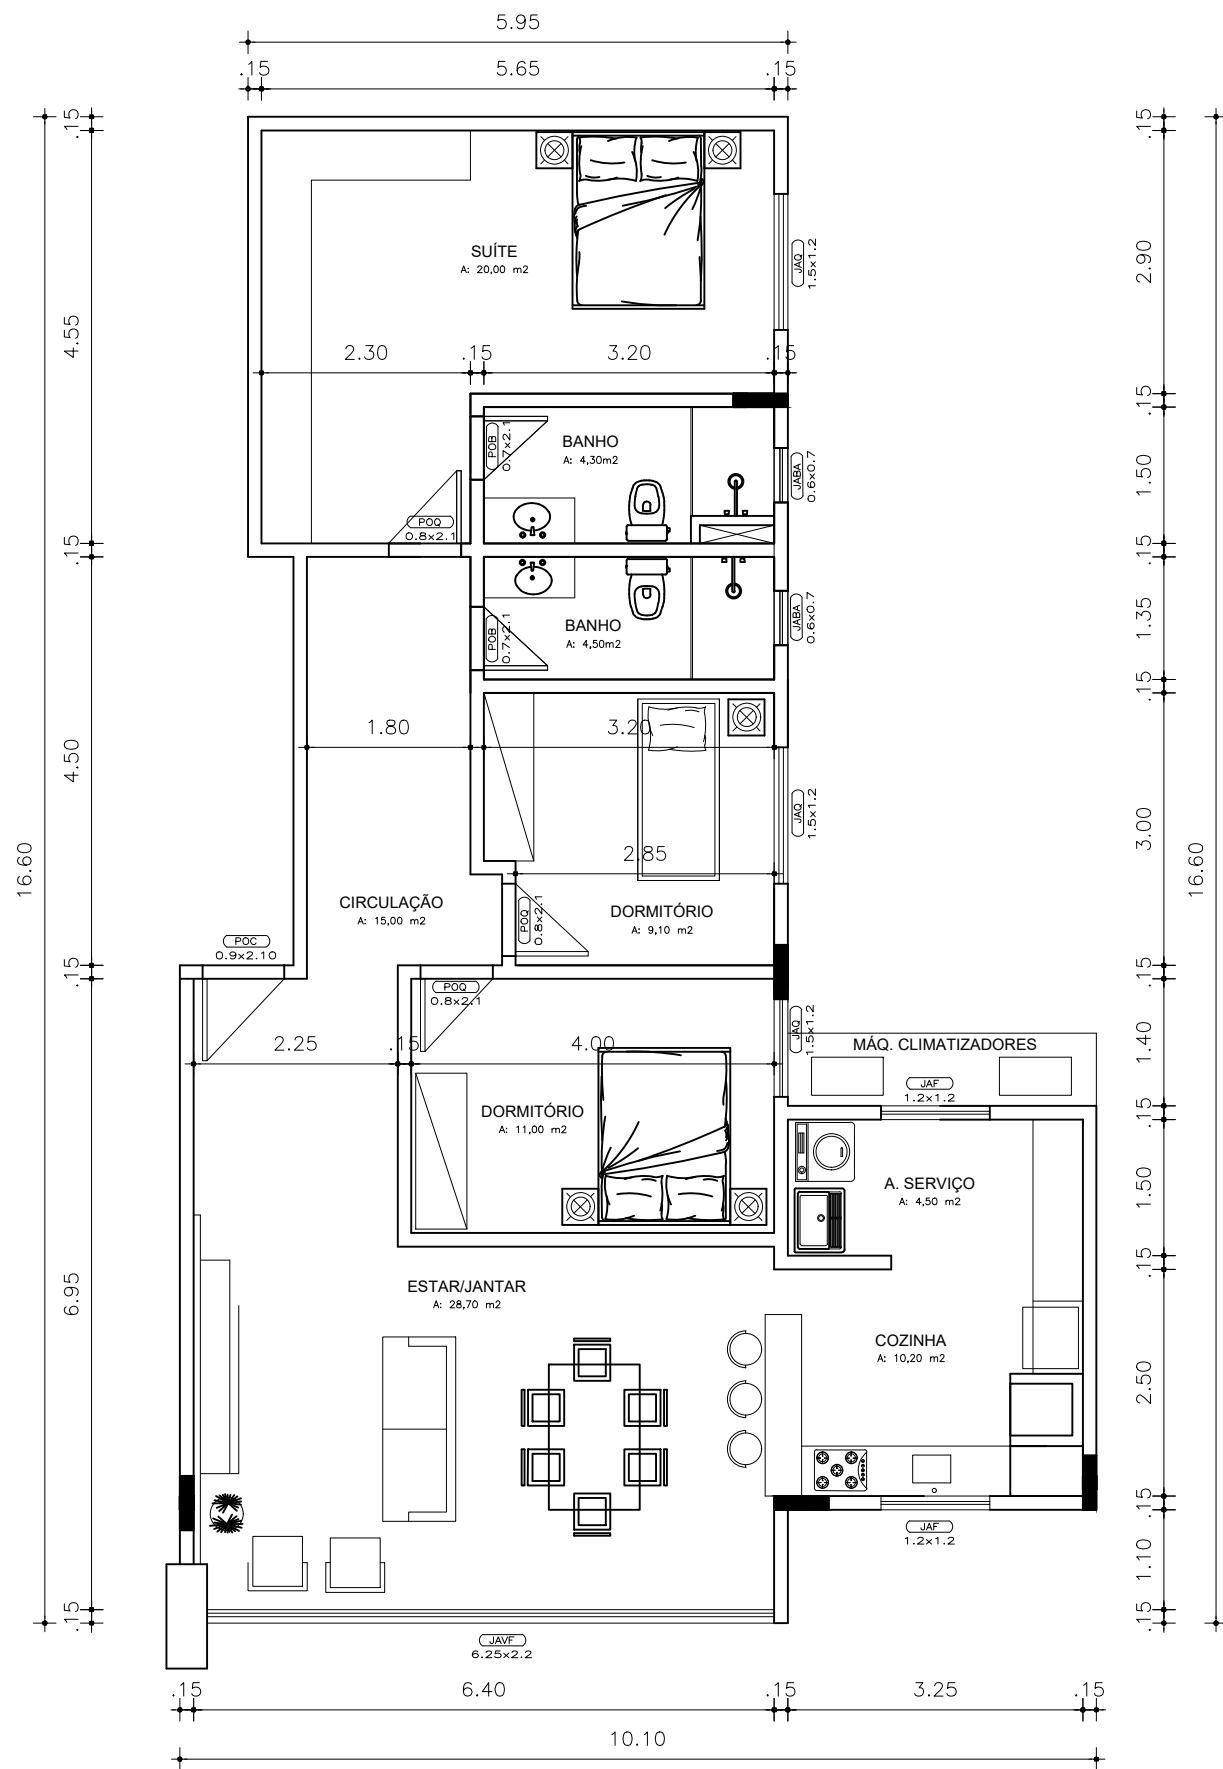 5.95
.15 5.65 .15
.15
.15
SUÍTE
A: 20,00 m2
JAQ
1.5x1.2
2.90
4.55
2.30 .15 3.20 .15
.15
BANHO
A: 4,30m2
POB
0.7x2.1
JABA
0.6x0.7
1.50
POQ
0.8x2.1
.15
.15
BANHO
A: 4,50m2
POB
0.7x2.1
JABA
0.6x0.7
1.35
.15
1.80
3.20
4.50
JAQ
1.5x1.2
3.00
16.60
16.60
2.85
CIRCULAÇÃO
A: 15,00 m2
POQ
0.8x2.1
DORMITÓRIO
A: 9,10 m2
POC
0.9x2.10
.15
.15
POQ
0.8x2.1
JAQ
1.5x1.2
2.25 .15 4.00
MÁQ. CLIMATIZADORES
1.40
JAF
1.2x1.2
.15
DORMITÓRIO
A: 11,00 m2
A. SERVIÇO
A: 4,50 m2
1.50
.15
ESTAR/JANTAR
A: 28,70 m2
6.95
COZINHA
A: 10,20 m2
2.50
.15
JAF
1.2x1.2
1.10
.15
.15
JAVF
6.25x2.2
.15 6.40 .15 3.25 .15
10.10